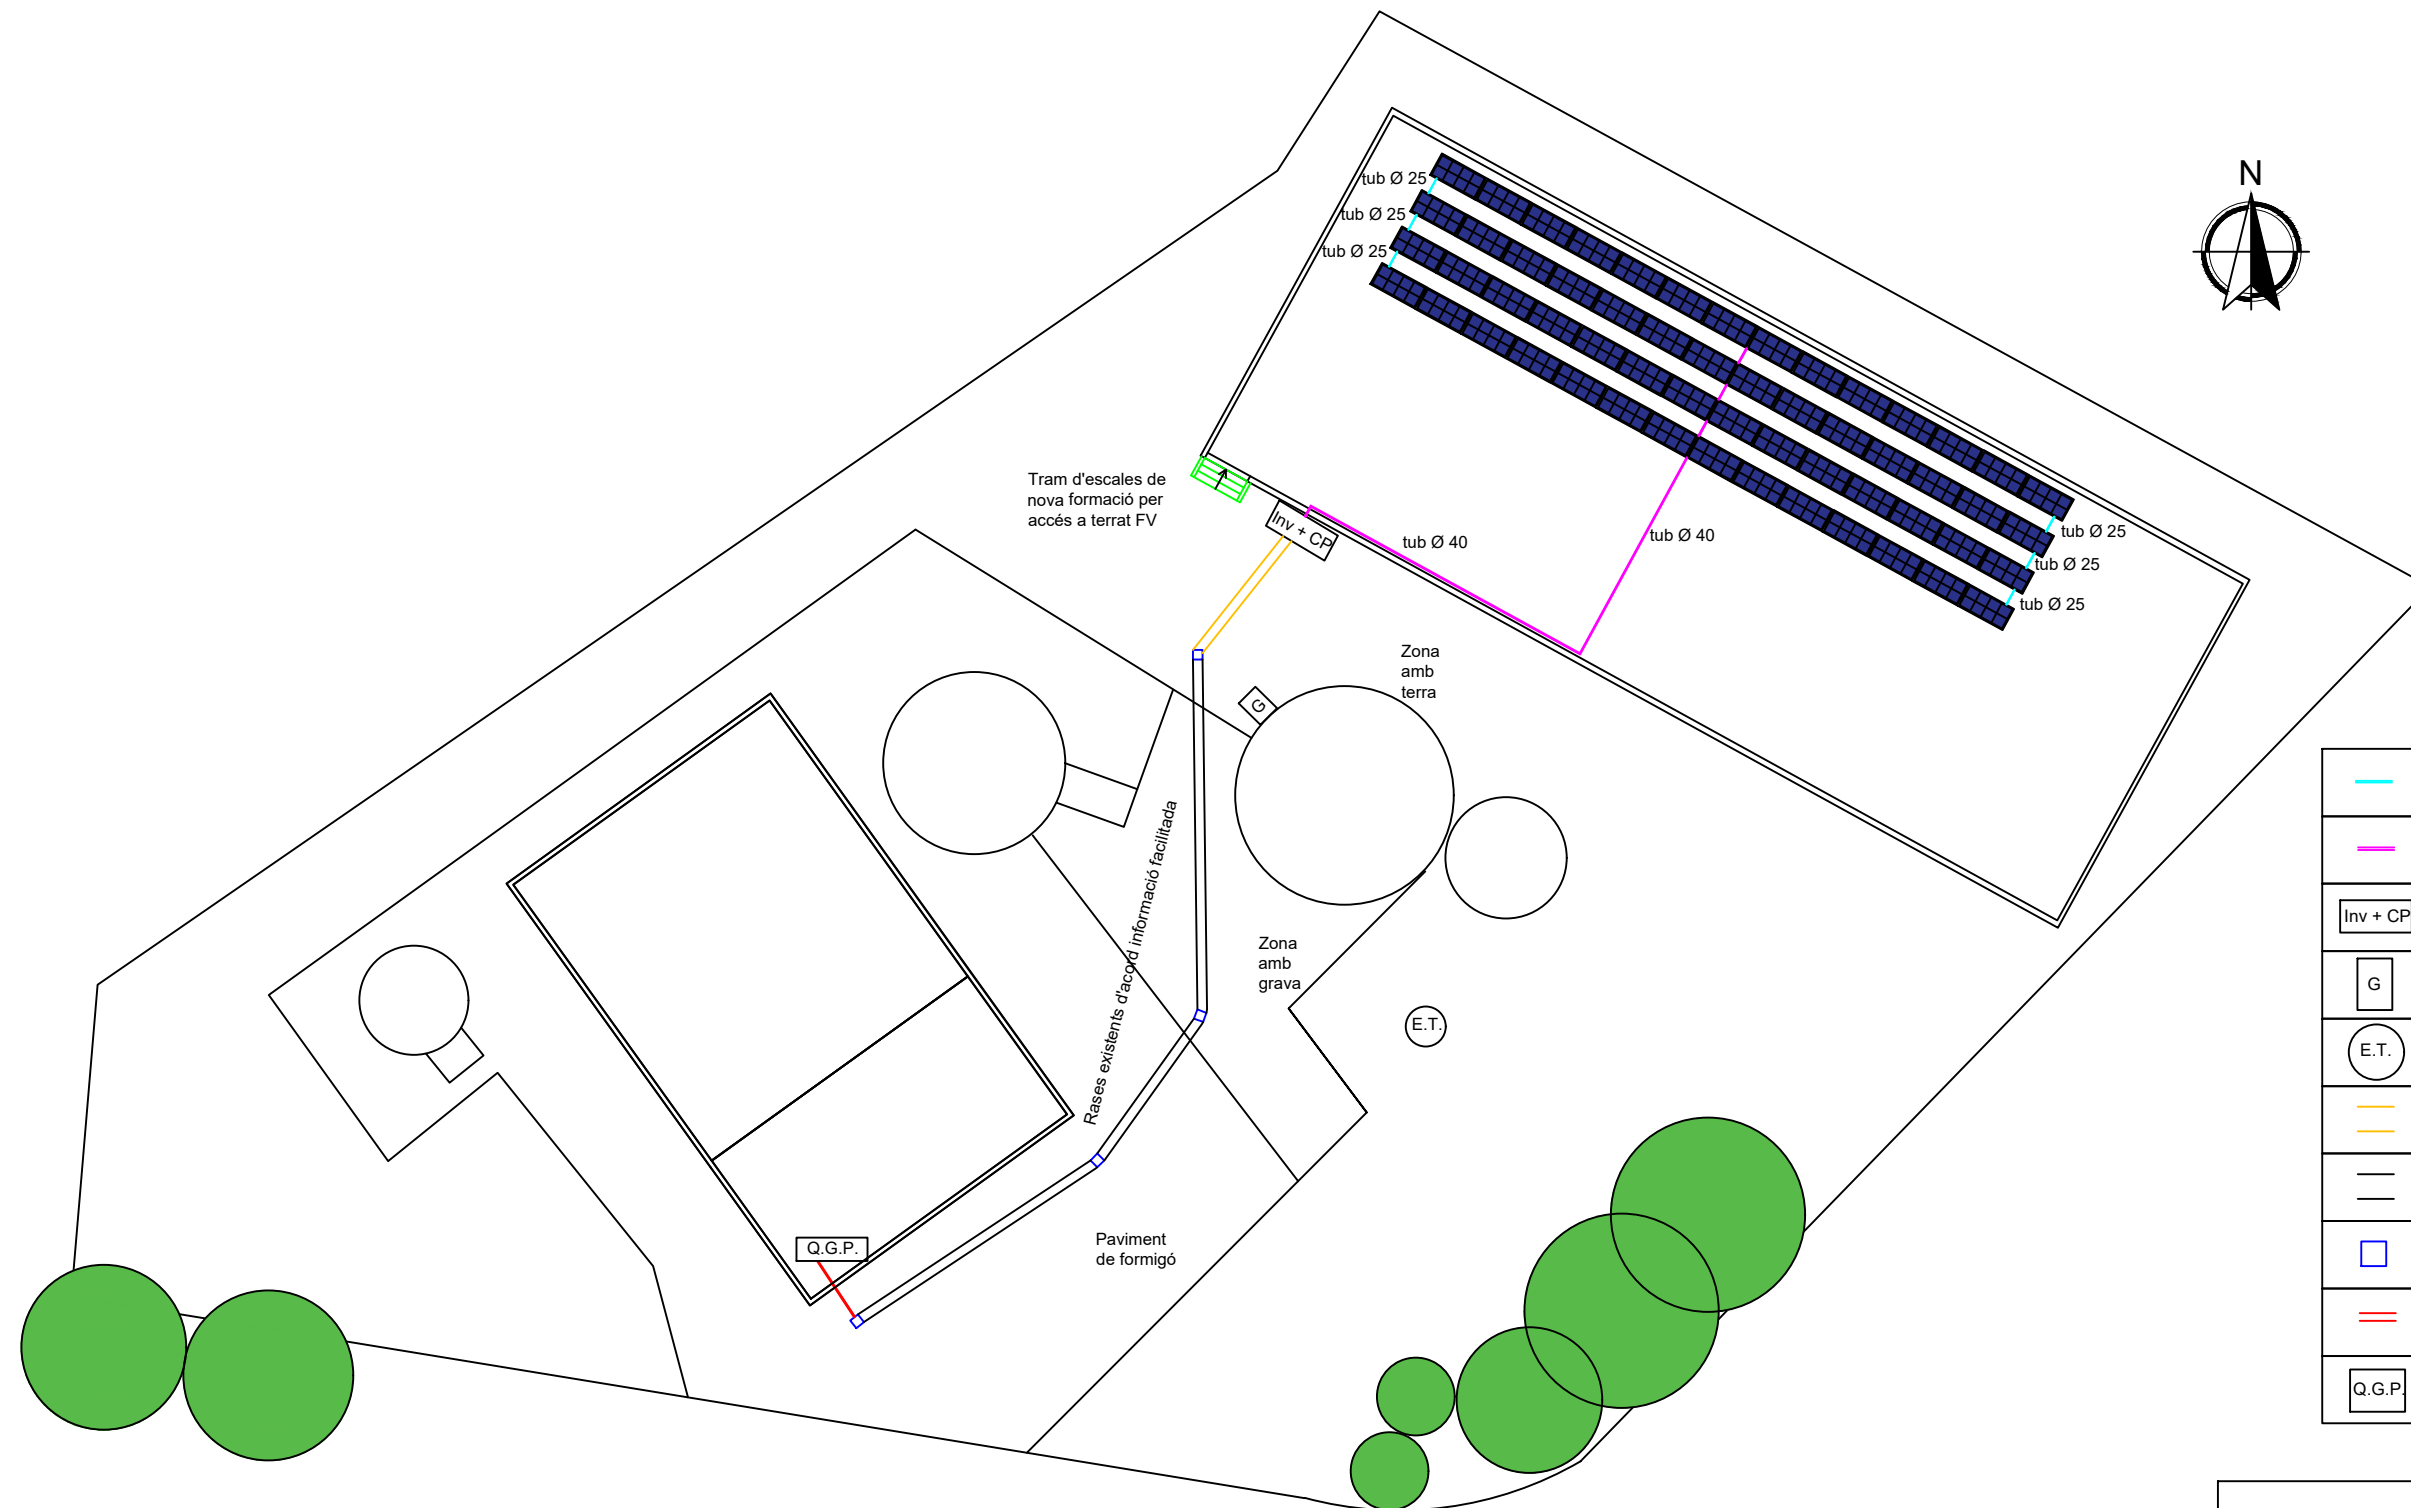 N
tub Ø 25
tub Ø 25
tub Ø 25
Tram d'escales de
nova formació per
accés a terrat FV
Inv + CP
tub Ø 40
tub Ø 40
tub Ø 25
tub Ø 25
tub Ø 25
Zona
amb
terra
G
Rases existents d'acord informació facilitada
Zona
amb
grava
E.T.
Paviment
de formigó
Q.G.P.
Inv + CP
G
E.T.
Q.G.P.